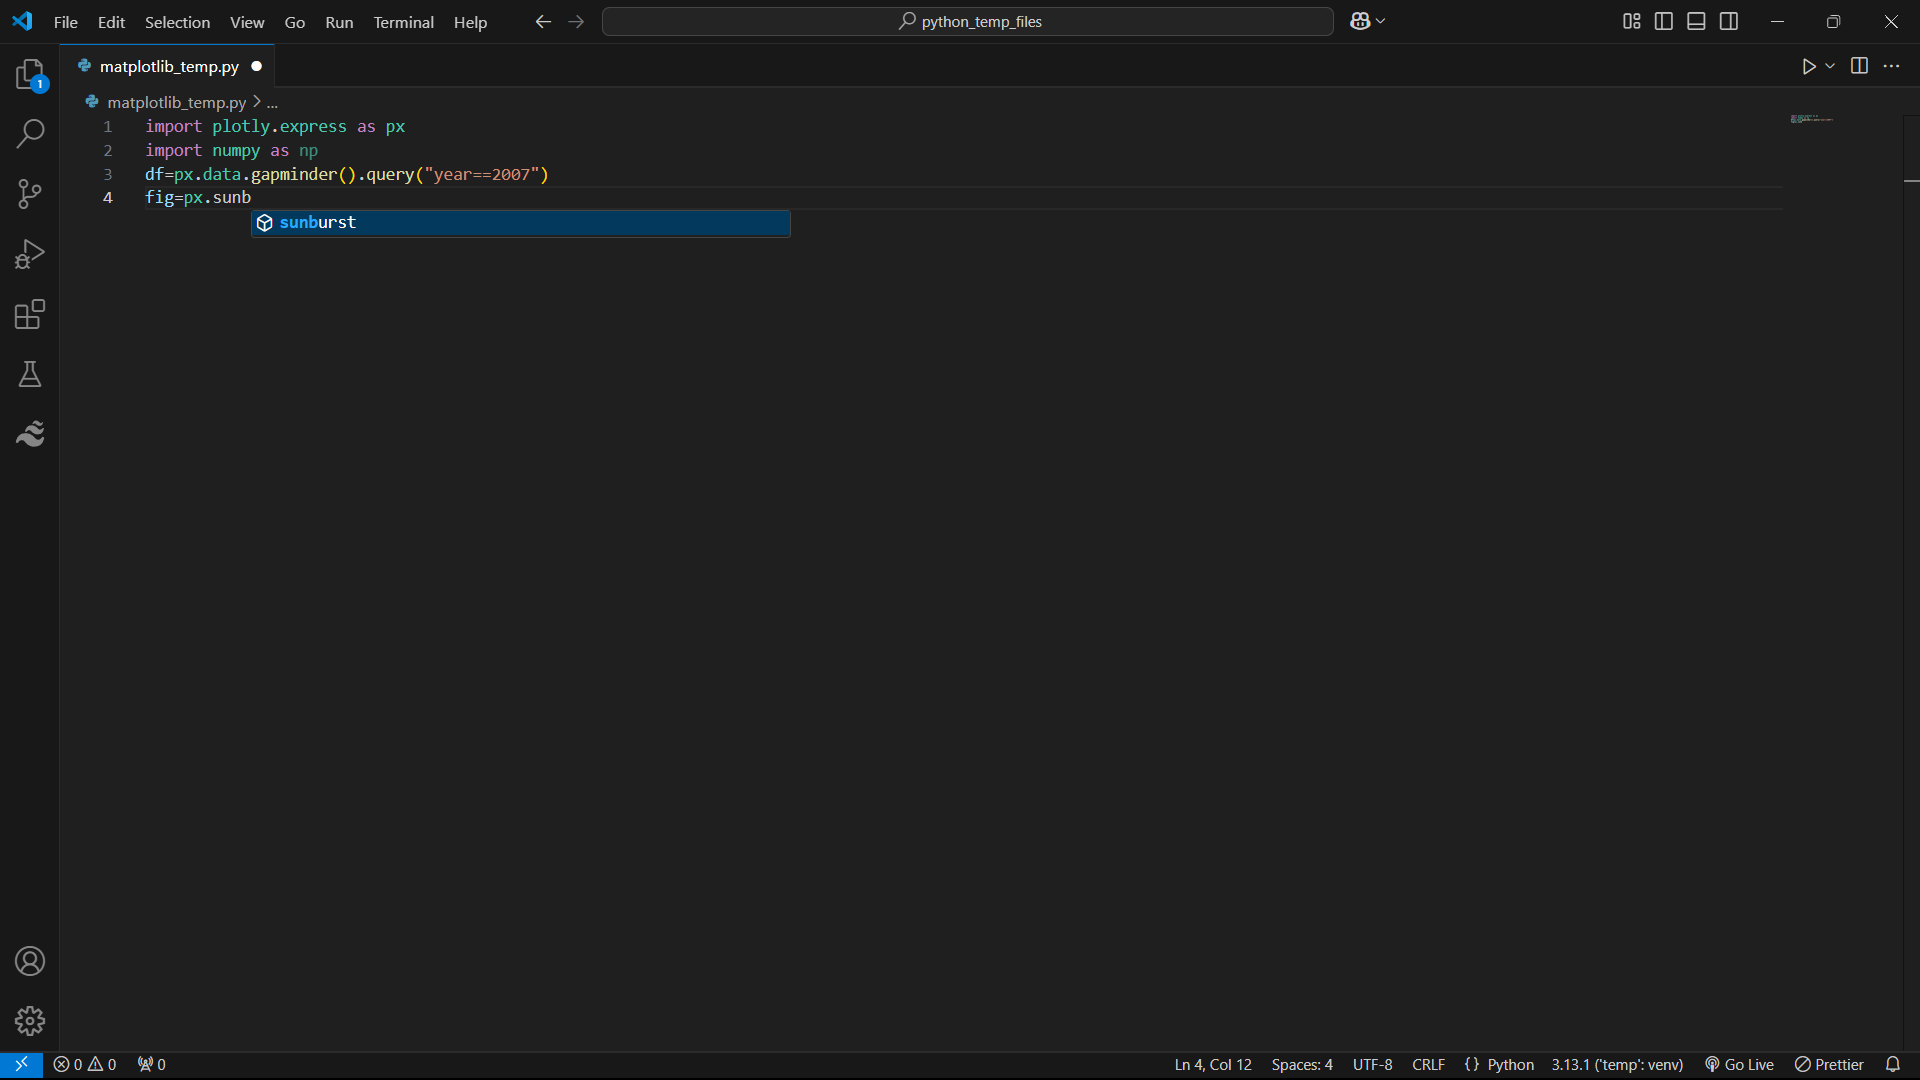 File Edit Selection View Go Run Terminal Help
python_temp_files
matplotlib_temp.py
1
matplotlib_temp.py > ...
1 import plotly.express as px
2 import numpy as np
3 df=px.data.gapminder().query("year==2007")
4 fig=px.sunb
sunburst
0 0 0
Ln 4, Col 12 Spaces: 4 UTF-8 CRLF {} Python 3.13.1 ('temp': venv) Go Live Prettier